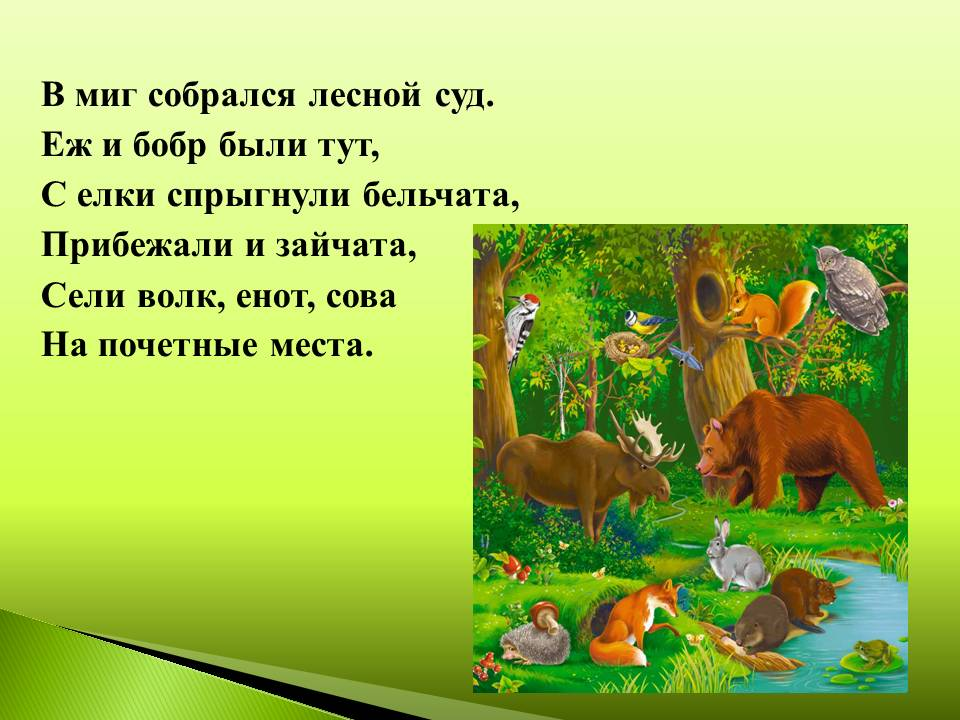 В миг собрался лесной суд.
Еж и бобр были тут,
С елки спрыгнули бельчата,
Прибежали и зайчата,
Сели волк, енот, сова
На почетные места.